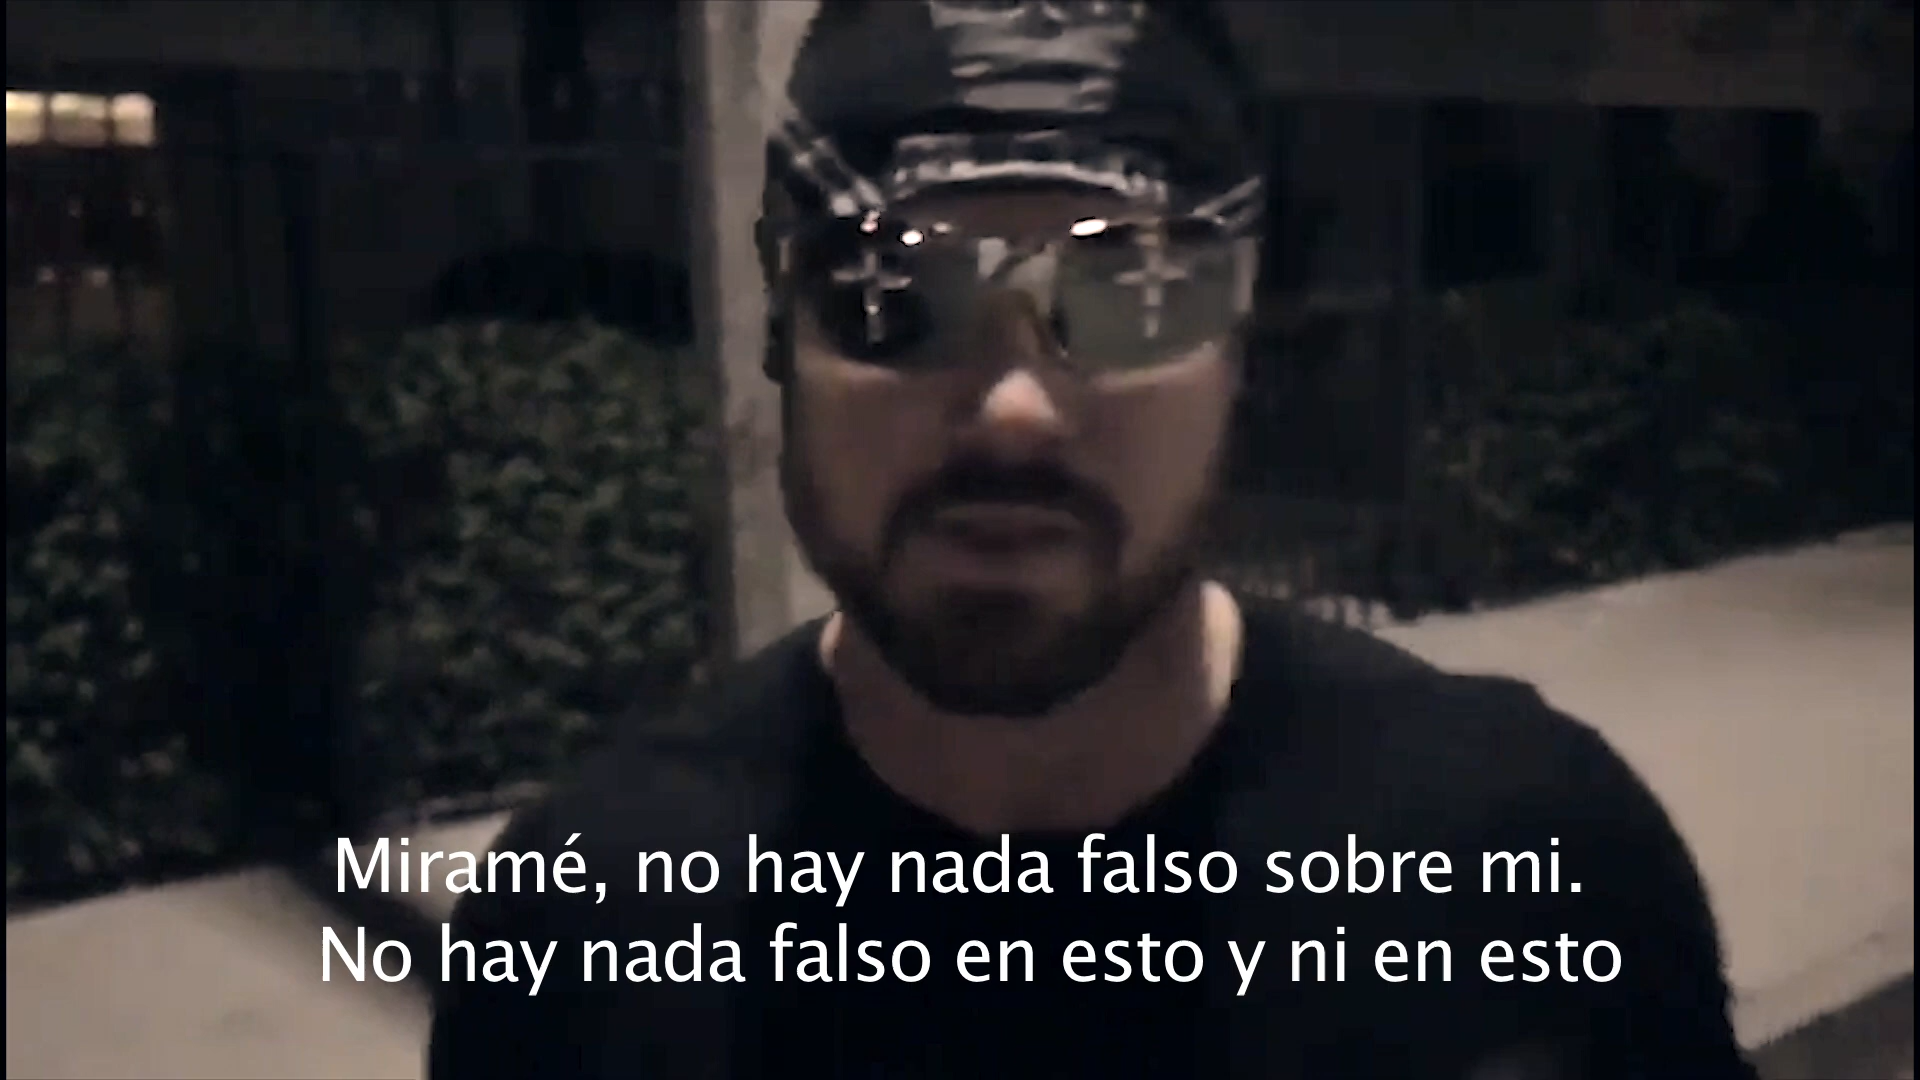 Miramé, no hay nada falso sobre mi.
No hay nada falso en esto y ni en esto